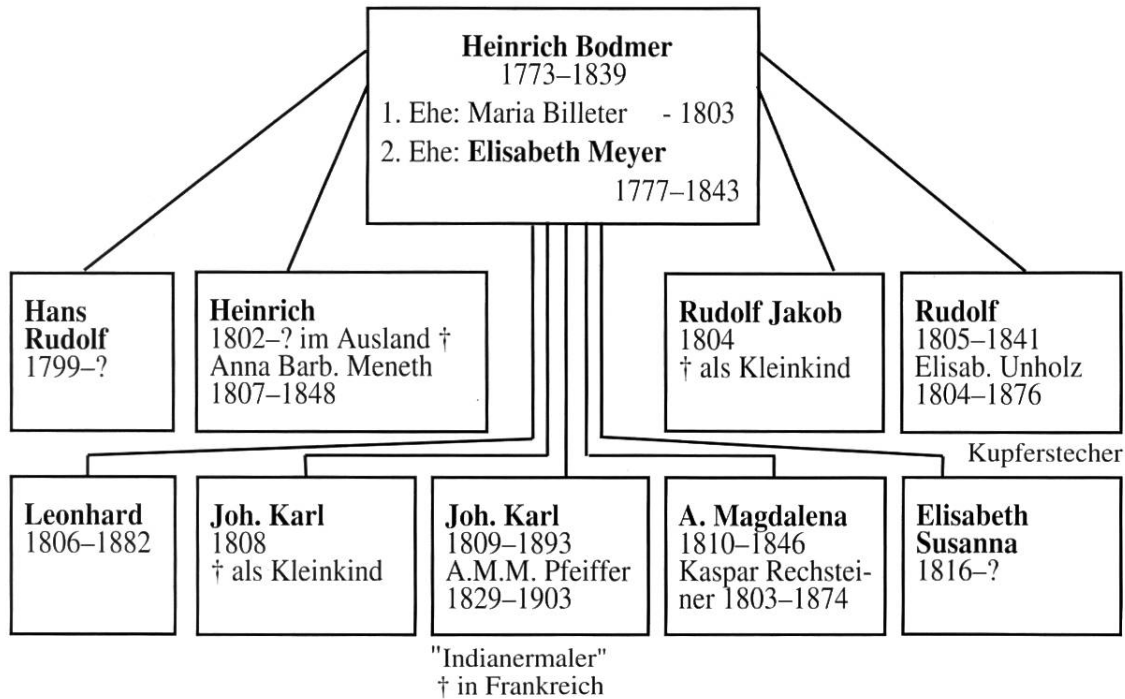 Heinrich Bodmer
1773–1839
1. Ehe: Maria Billeter - 1803
2. Ehe: Elisabeth Meyer
1777–1843
Hans
Rudolf
1799–?
Heinrich
1802–? im Ausland †
Anna Barb. Meneth
1807–1848
Rudolf Jakob
1804
† als Kleinkind
Rudolf
1805–1841
Elisab. Unholz
1804–1876
Kupferstecher
Leonhard
1806–1882
Joh. Karl
1808
† als Kleinkind
Joh. Karl
1809–1893
A.M.M. Pfeiffer
1829–1903
"Indianermaler"
† in Frankreich
A. Magdalena
1810–1846
Kaspar Rechstei-
ner 1803–1874
Elisabeth
Susanna
1816–?